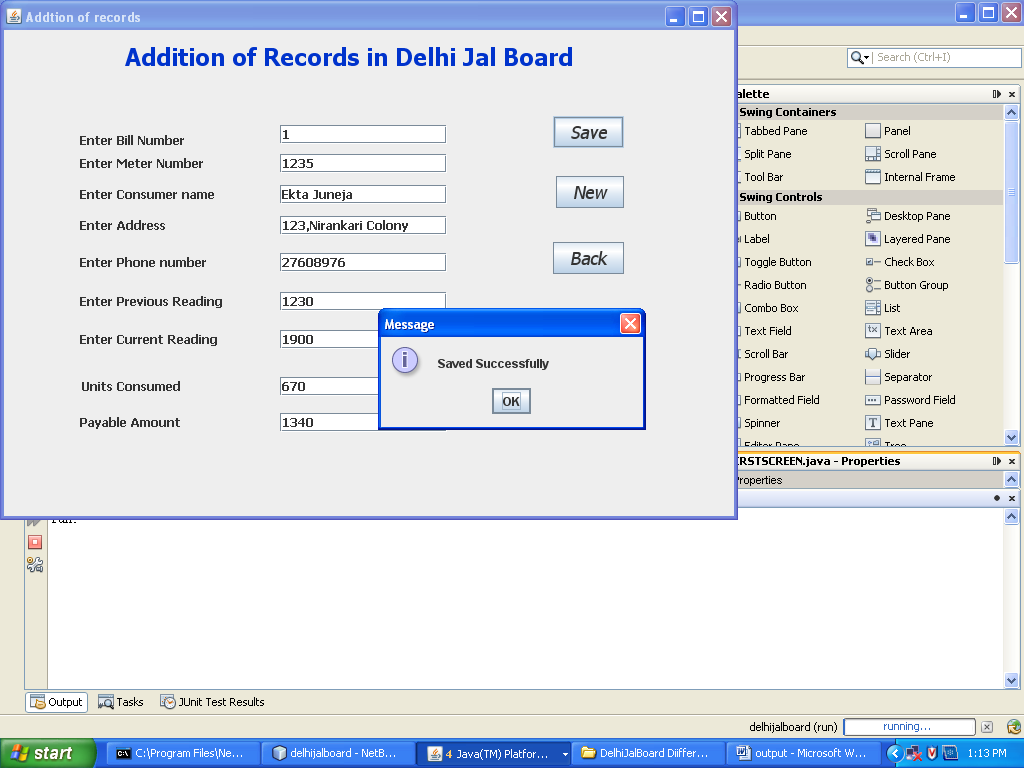 Addtion of records
Addition of Records in Delhi Jal Board
Enter Bill Number 1 Save
Enter Meter Number 1235
Enter Consumer name Ekta Juneja New
Enter Address 123,Nirankari Colony
Enter Phone number 27608976 Back
Enter Previous Reading 1230
Enter Current Reading 1900
Units Consumed 670
Payable Amount 1340
Message
Saved Successfully
OK
Search (Ctrl+I)
alette
Swing Containers
Tabbed Pane Panel
Split Pane Scroll Pane
Tool Bar Internal Frame
Swing Controls
Button Desktop Pane
Label Layered Pane
Toggle Button Check Box
Radio Button Button Group
Combo Box List
Text Field Text Area
Scroll Bar Slider
Progress Bar Separator
Formatted Field Password Field
Spinner Text Pane
Editor Pane Tree
RSTSCREEN.java - Properties
Properties
run:
Output Tasks JUnit Test Results
delhijalboard (run) running...
start C:\Program Files\Ne... delhijalboard - NetB... 4 Java(TM) Platfor... DelhiJalBoard Diiffer... output - Microsoft W... 1:13 PM